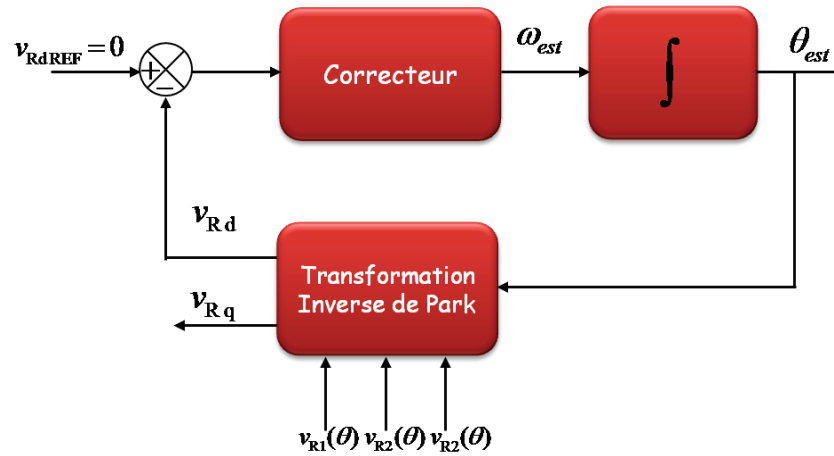 v_RdREF = 0
+
−
Correcteur
ω_est
∫
θ_est
v_Rd
v_Rq
Transformation
Inverse de Park
v_R1(θ) v_R2(θ) v_R2(θ)